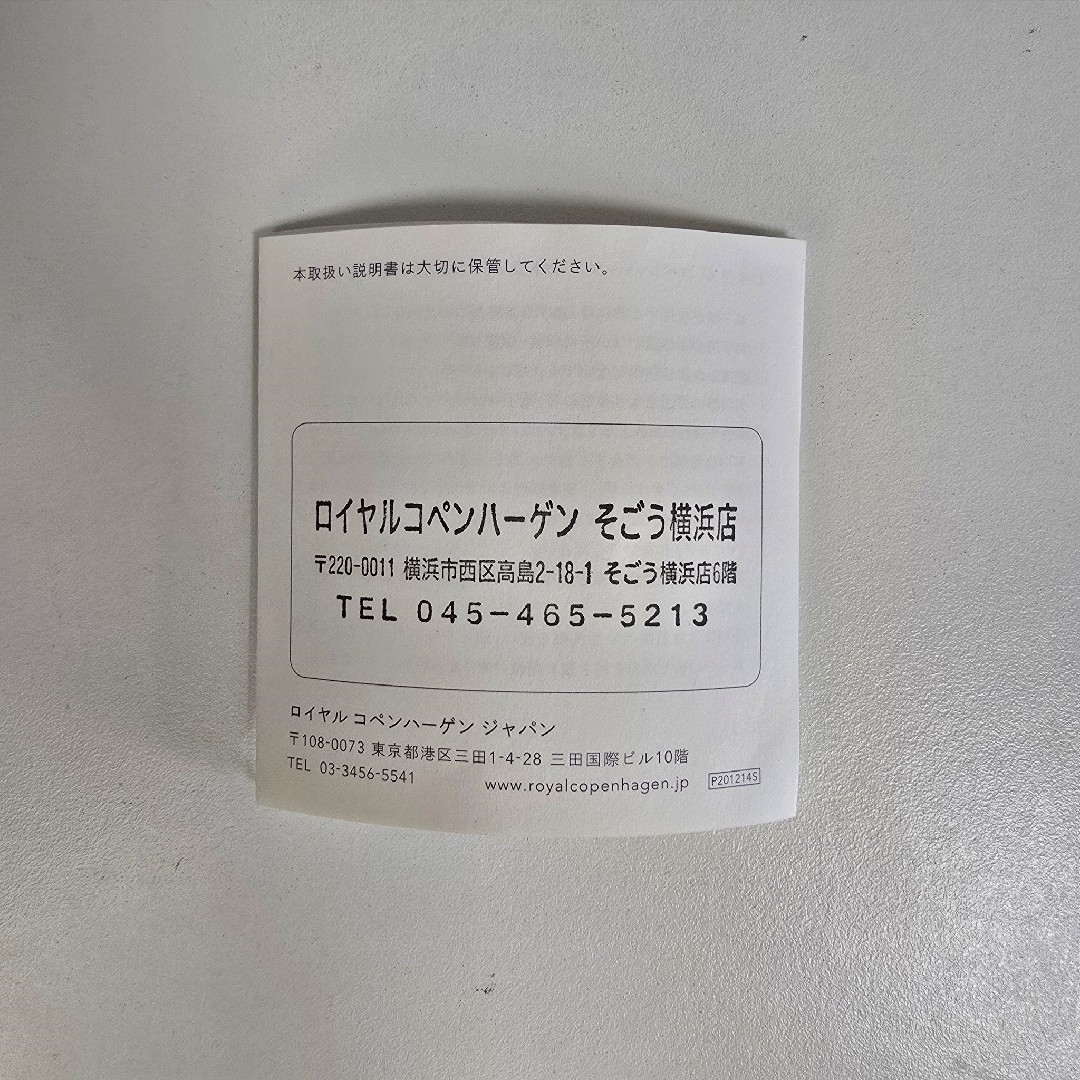 本取扱い説明書は大切に保管してください。
ロイヤルコペンハーゲン そごう横浜店
〒220-0011 横浜市西区高島2-18-1 そごう横浜店6階
TEL 045-465-5213
ロイヤル コペンハーゲン ジャパン
〒108-0073 東京都港区三田1-4-28 三田国際ビル10階
TEL 03-3456-5541
www.royalcopenhagen.jp
P201214S